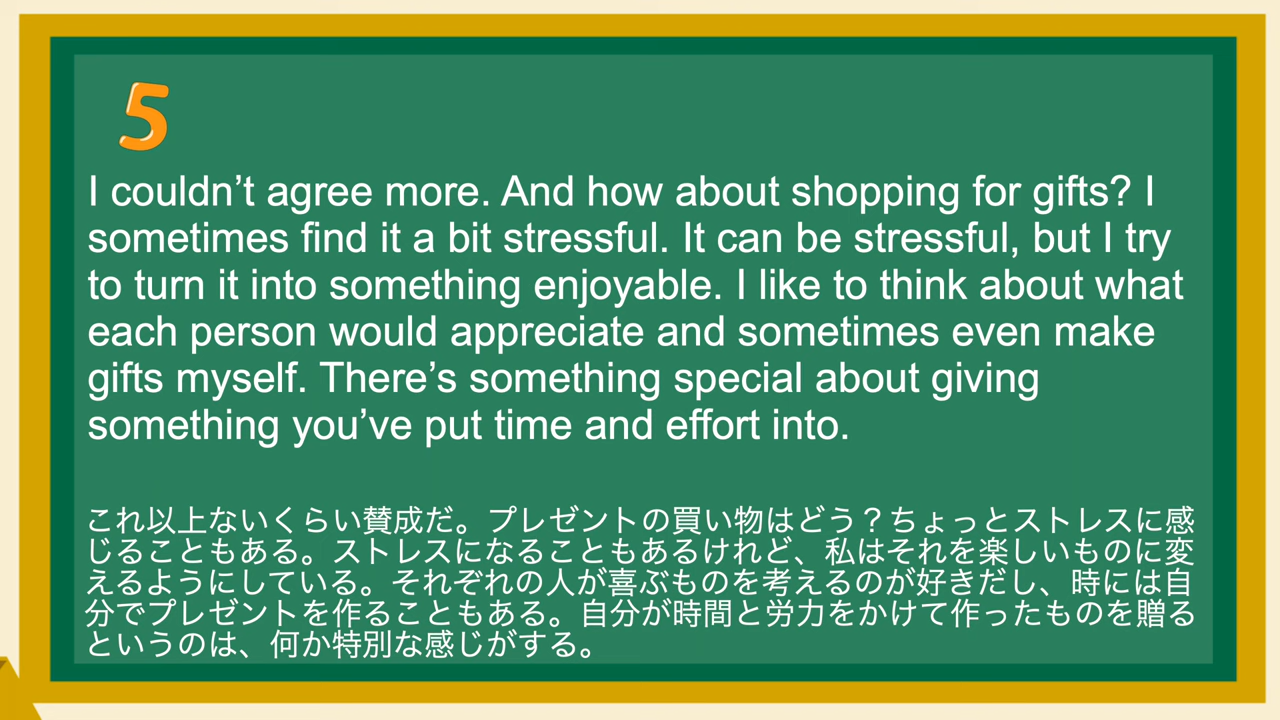 5
I couldn’t agree more. And how about shopping for gifts? I
sometimes find it a bit stressful. It can be stressful, but I try
to turn it into something enjoyable. I like to think about what
each person would appreciate and sometimes even make
gifts myself. There’s something special about giving
something you’ve put time and effort into.
これ以上ないくらい賛成だ。プレゼントの買い物はどう？ちょっとストレスに感
じることもある。ストレスになることもあるけれど、私はそれを楽しいものに変
えるようにしている。それぞれの人が喜ぶものを考えるのが好きだし、時には自
分でプレゼントを作ることもある。自分が時間と労力をかけて作ったものを贈る
というのは、何か特別な感じがする。